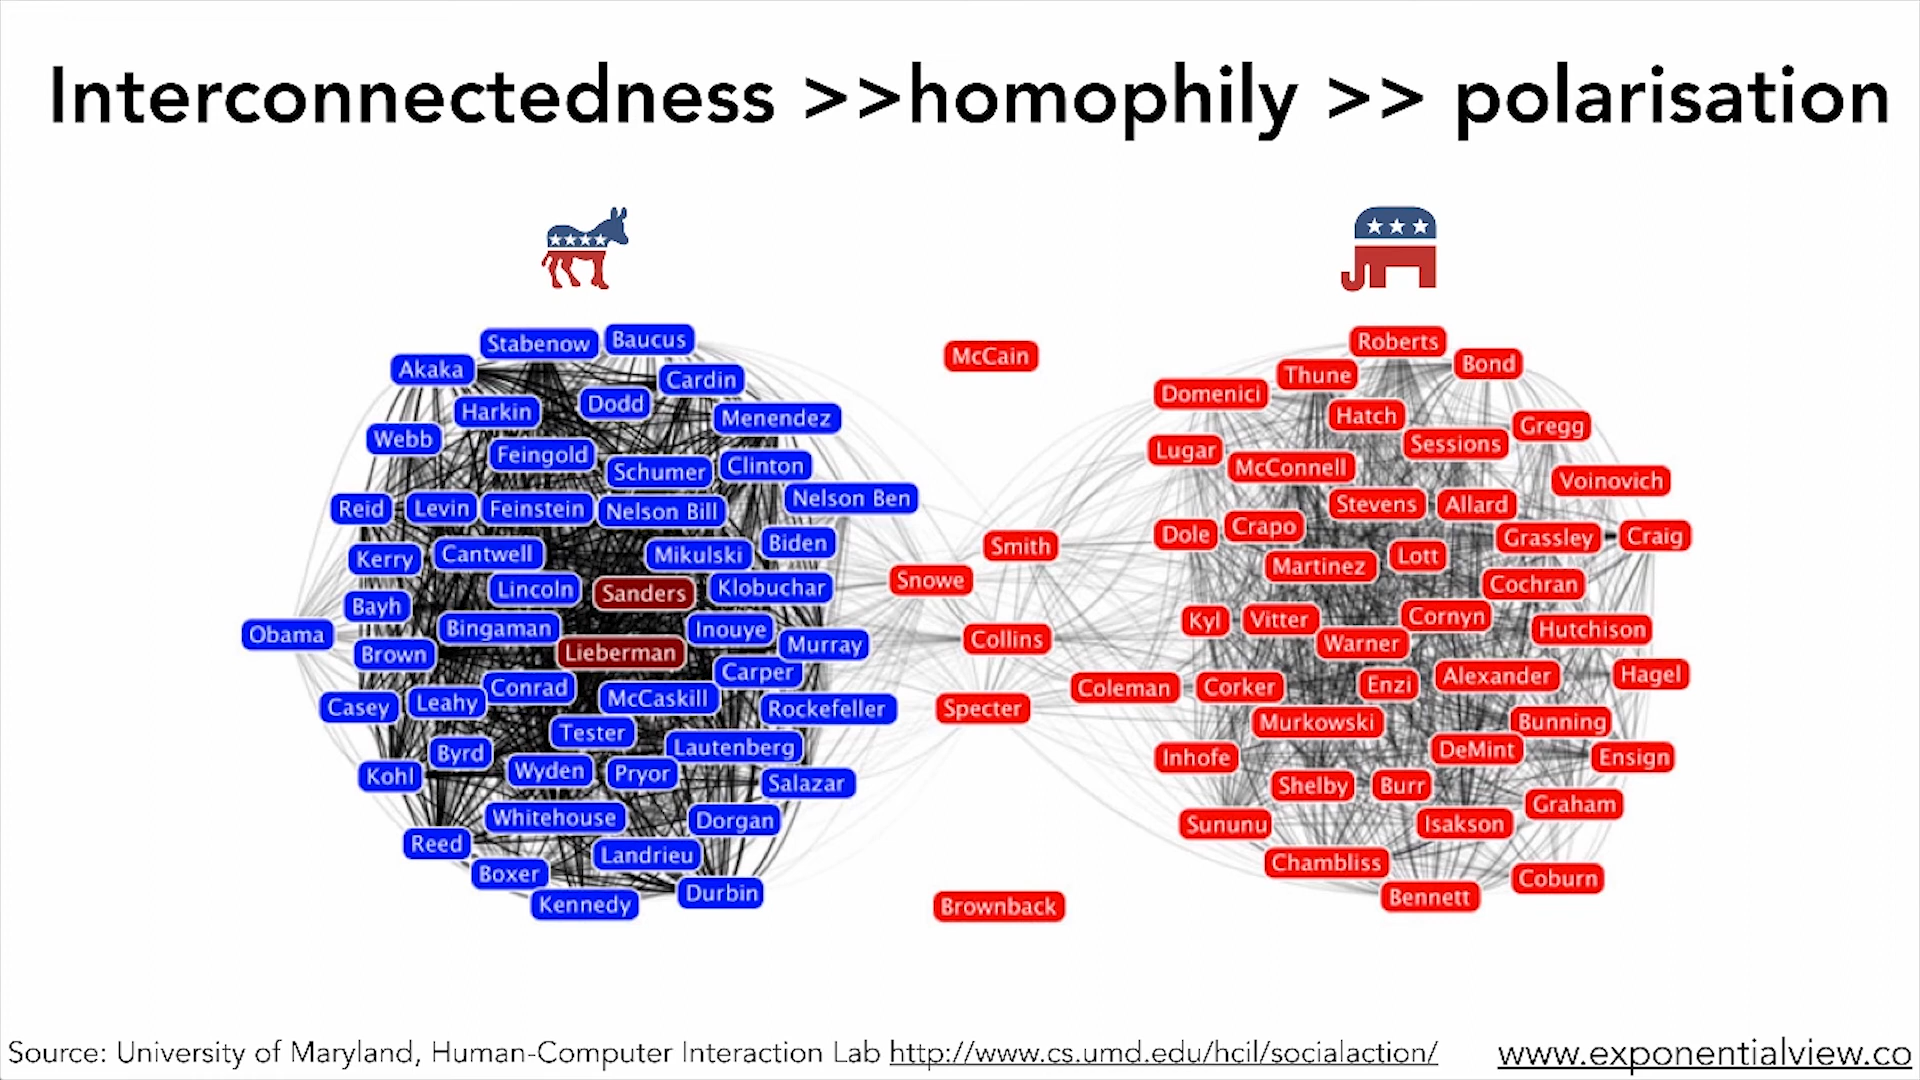 Interconnectedness >>homophily >> polarisation
Stabenow
Baucus
Akaka
Cardin
Harkin
Dodd
Menendez
Webb
Feingold
Schumer
Clinton
Nelson Ben
Reid
Levin
Feinstein
Nelson Bill
Biden
Kerry
Cantwell
Mikulski
Lincoln
Sanders
Klobuchar
Bayh
Obama
Bingaman
Inouye
Brown
Lieberman
Murray
Carper
Casey
Leahy
Conrad
McCaskill
Rockefeller
Tester
Lautenberg
Byrd
Kohl
Wyden
Pryor
Salazar
Whitehouse
Dorgan
Reed
Landrieu
Boxer
Kennedy
Durbin
McCain
Smith
Snowe
Collins
Specter
Brownback
Roberts
Bond
Thune
Domenici
Hatch
Gregg
Sessions
Lugar
McConnell
Voinovich
Stevens
Allard
Dole
Crapo
Grassley
Craig
Martinez
Lott
Cochran
Kyl
Vitter
Cornyn
Hutchison
Warner
Coleman
Corker
Enzi
Alexander
Hagel
Murkowski
Bunning
Inhofe
DeMint
Ensign
Shelby
Burr
Graham
Sununu
Isakson
Chambliss
Coburn
Bennett
Source: University of Maryland, Human-Computer Interaction Lab http://www.cs.umd.edu/hcil/socialaction/
www.exponentialview.co